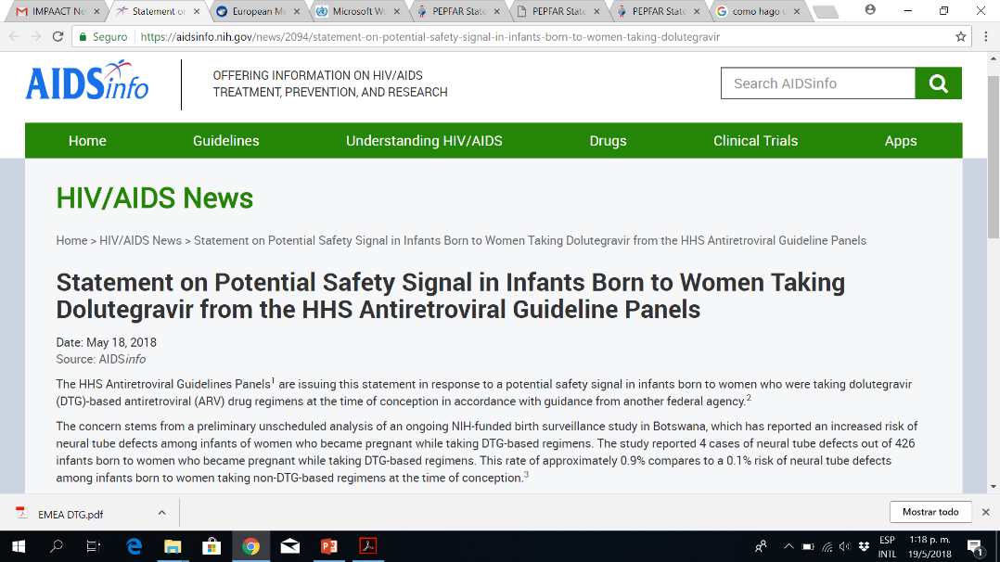 IMPAACT Ne
Statement or
European M
Microsoft W
PEPFAR State
PEPFAR State
PEPFAR State
como hago
Seguro
https://aidsinfo.nih.gov/news/2094/statement-on-potential-safety-signal-in-infants-born-to-women-taking-dolutegravir
AIDSinfo
OFFERING INFORMATION ON HIV/AIDS
TREATMENT, PREVENTION, AND RESEARCH
Search AIDSinfo
Home Guidelines Understanding HIV/AIDS Drugs Clinical Trials Apps
HIV/AIDS News
Home > HIV/AIDS News > Statement on Potential Safety Signal in Infants Born to Women Taking Dolutegravir from the HHS Antiretroviral Guideline Panels
Statement on Potential Safety Signal in Infants Born to Women Taking
Dolutegravir from the HHS Antiretroviral Guideline Panels
Date: May 18, 2018
Source: AIDSinfo
The HHS Antiretroviral Guidelines Panels1 are issuing this statement in response to a potential safety signal in infants born to women who were taking dolutegravir
(DTG)-based antiretroviral (ARV) drug regimens at the time of conception in accordance with guidance from another federal agency.2
The concern stems from a preliminary unscheduled analysis of an ongoing NIH-funded birth surveillance study in Botswana, which has reported an increased risk of
neural tube defects among infants of women who became pregnant while taking DTG-based regimens. The study reported 4 cases of neural tube defects out of 426
infants born to women who became pregnant while taking DTG-based regimens. This rate of approximately 0.9% compares to a 0.1% risk of neural tube defects
among infants born to women taking non-DTG-based regimens at the time of conception.3
EMEA DTG.pdf
Mostrar todo
ESP 1:18 p. m.
INTL 19/5/2018
1